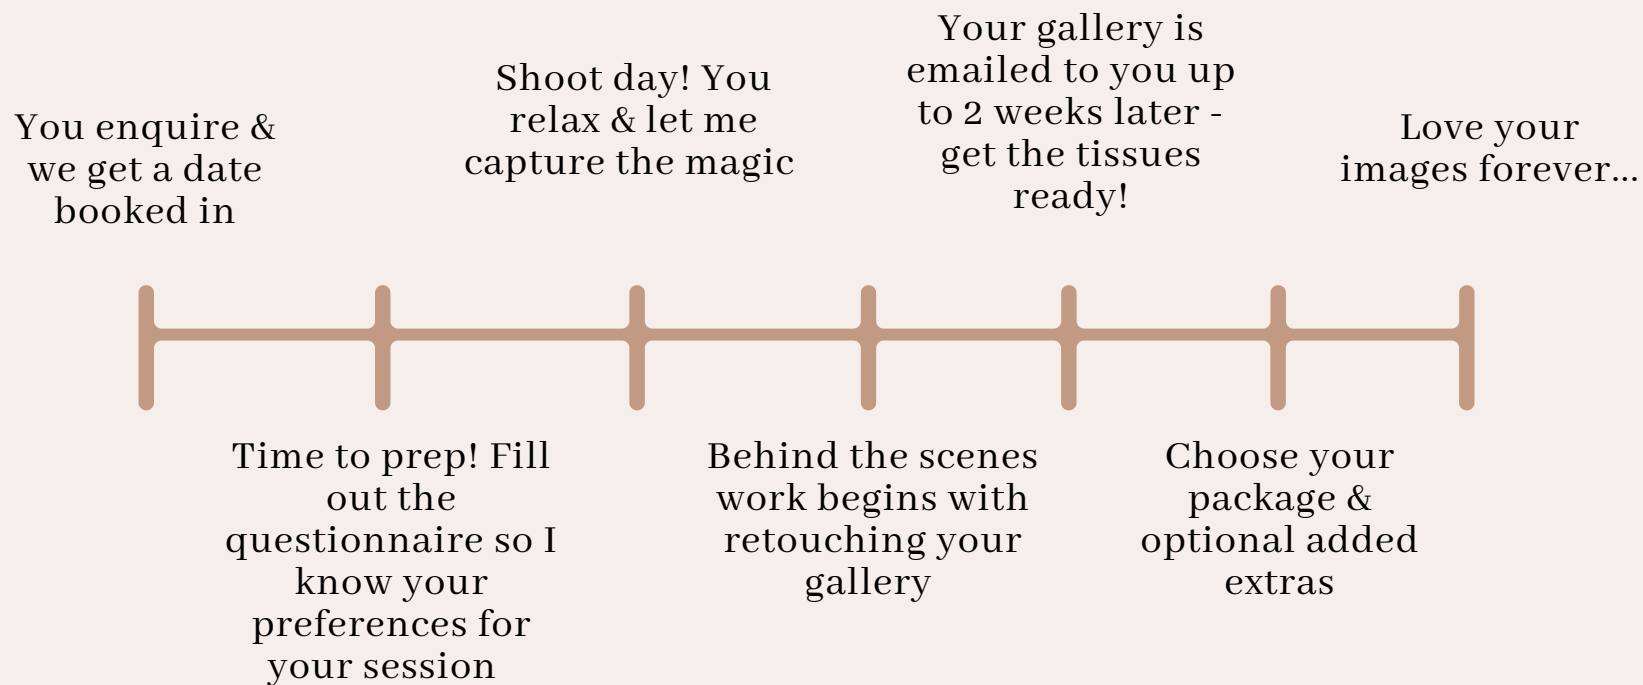 You enquire &
we get a date
booked in
Time to prep! Fill
out the
questionnaire so I
know your
preferences for
your session
Shoot day! You
relax & let me
capture the magic
Behind the scenes
work begins with
retouching your
gallery
Your gallery is
emailed to you up
to 2 weeks later -
get the tissues
ready!
Choose your
package &
optional added
extras
Love your
images forever...